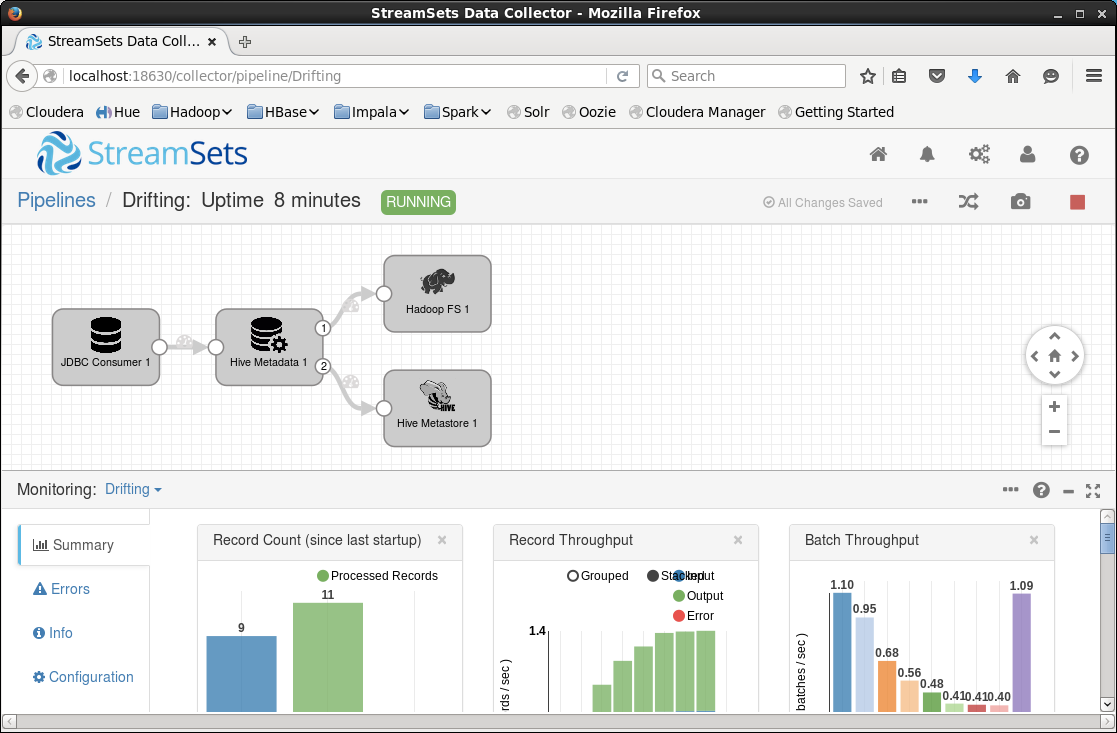 StreamSets Data Collector - Mozilla Firefox
StreamSets Data Coll...
localhost:18630/collector/pipeline/Drifting
Search
Cloudera Hue Hadoop HBase Impala Spark Solr Oozie Cloudera Manager Getting Started
StreamSets
Pipelines / Drifting: Uptime 8 minutes RUNNING
All Changes Saved
Hadoop FS 1
JDBC Consumer 1
Hive Metadata 1
1
2
HIVE
Hive Metastore 1
Monitoring: Drifting
Summary
Errors
Info
Configuration
Record Count (since last startup)
Processed Records
9
11
Record Throughput
Grouped Stacked Input
Output
Error
1.4
rds / sec )
Batch Throughput
1.10
0.95
0.68
0.56
0.48
0.41
0.41
0.40
1.09
batches / sec )